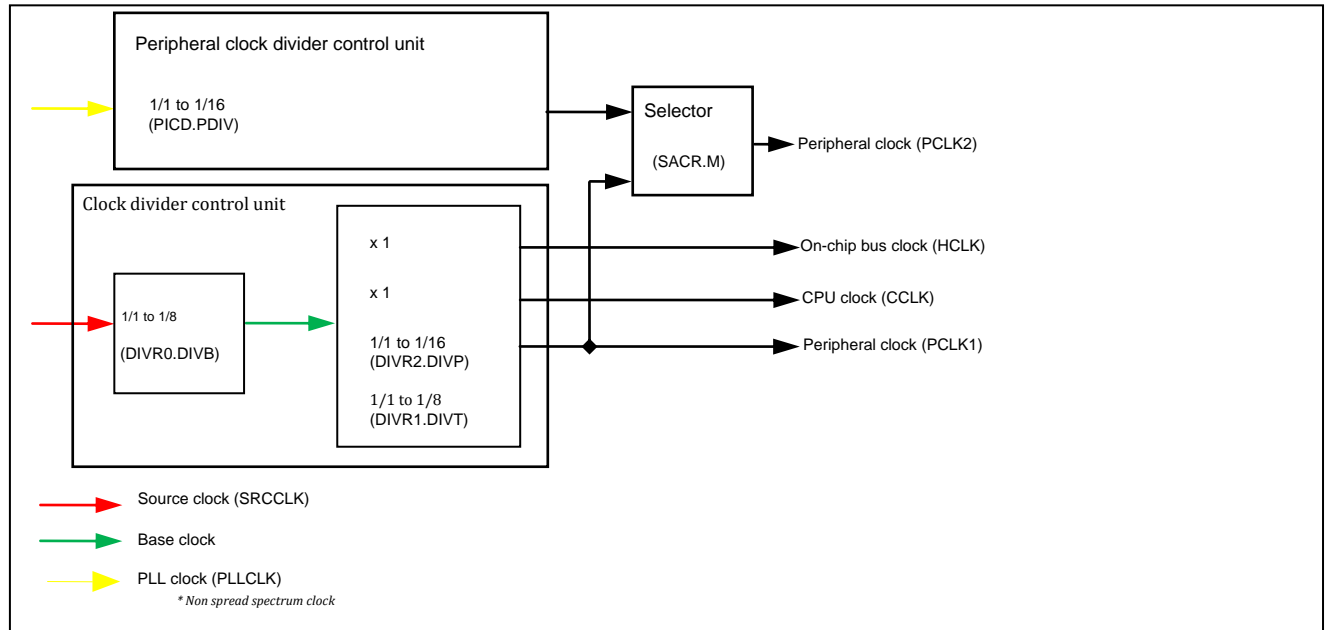 Peripheral clock divider control unit
1/1 to 1/16
(PICD.PDIV)
Selector
(SACR.M)
Peripheral clock (PCLK2)
Clock divider control unit
1/1 to 1/8
(DIVR0.DIVB)
x 1
x 1
1/1 to 1/16
(DIVR2.DIVP)
1/1 to 1/8
(DIVR1.DIVT)
On-chip bus clock (HCLK)
CPU clock (CCLK)
Peripheral clock (PCLK1)
Source clock (SRCCLK)
Base clock
PLL clock (PLLCLK)
* Non spread spectrum clock